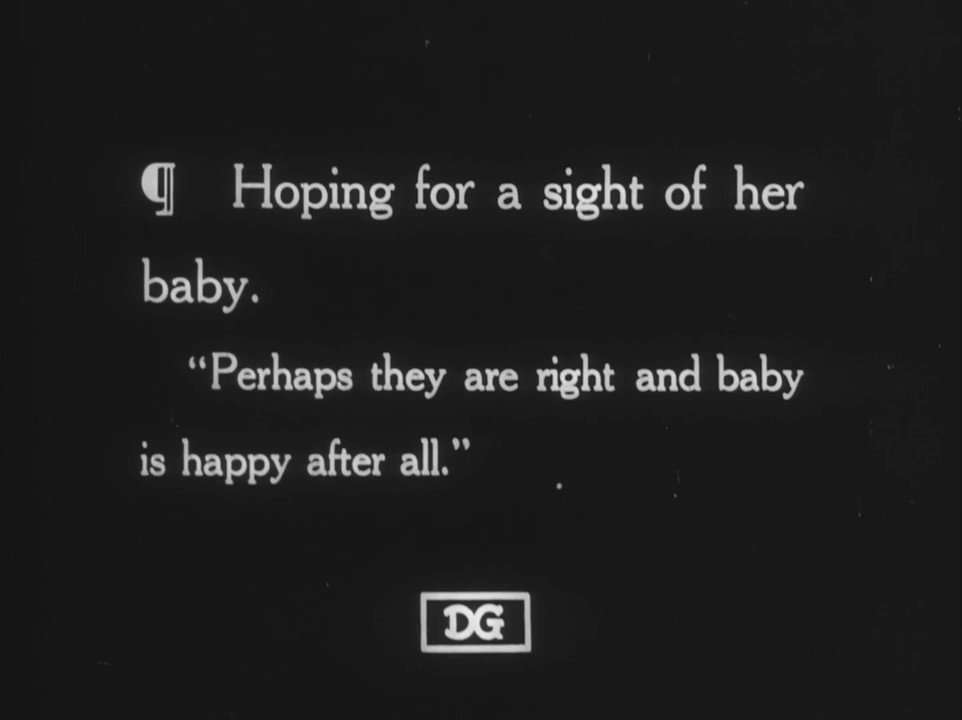 ¶ Hoping for a sight of her
baby.
“Perhaps they are right and baby
is happy after all.”
DG